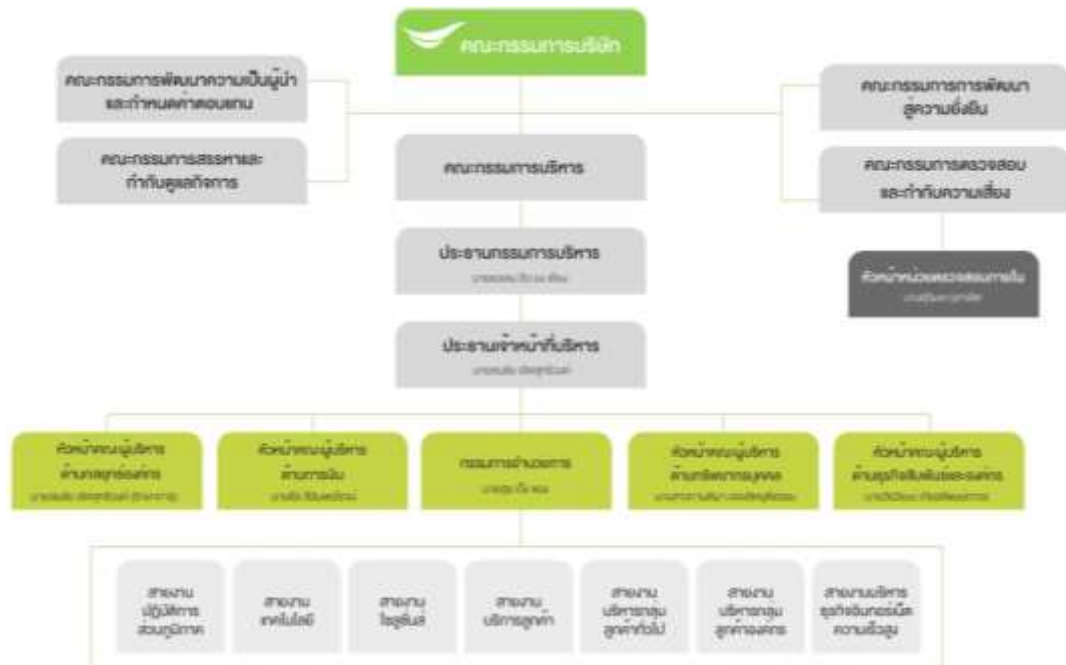 คณะกรรมการบริษัท
คณะกรรมการพัฒนาความเป็นผู้นำ
และกำหนดค่าตอบแทน
คณะกรรมการการพัฒนา
สู่ความยั่งยืน
คณะกรรมการสรรหาและ
กำกับดูแลกิจการ
คณะกรรมการบริหาร
คณะกรรมการตรวจสอบ
และกำกับความเสี่ยง
ประธานกรรมการบริหาร
หัวหน้าหน่วยตรวจสอบภายใน
ประธานเจ้าหน้าที่บริหาร
หัวหน้าคณะผู้บริหาร
ด้านกลยุทธ์องค์กร
หัวหน้าคณะผู้บริหาร
ด้านการเงิน
กรรมการอำนวยการ
หัวหน้าคณะผู้บริหาร
ด้านทรัพยากรบุคคล
หัวหน้าคณะผู้บริหาร
ด้านธุรกิจสัมพันธ์และองค์กร
สายงาน
ปฏิบัติการ
ส่วนภูมิภาค
สายงาน
เทคโนโลยี
สายงาน
โซลูชั่นส์
สายงาน
บริการลูกค้า
สายงาน
บริหารกลุ่ม
ลูกค้าทั่วไป
สายงาน
บริหารกลุ่ม
ลูกค้าองค์กร
สายงานบริหาร
ธุรกิจอินเทอร์เน็ต
ความเร็วสูง